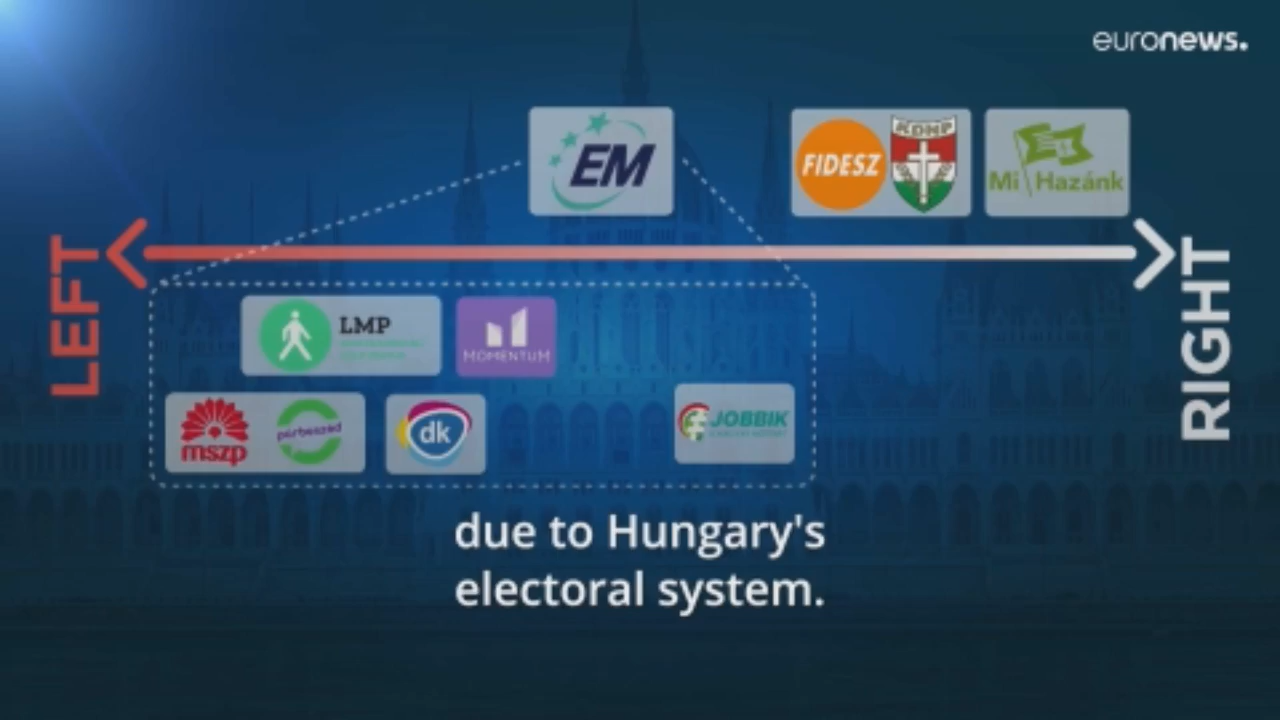 euronews.
EM
FIDESZ
KDNP
Mi Hazánk
LEFT
RIGHT
LMP
MOMENTUM
mszp
párbeszéd
dk
JOBBIK
due to Hungary's
electoral system.